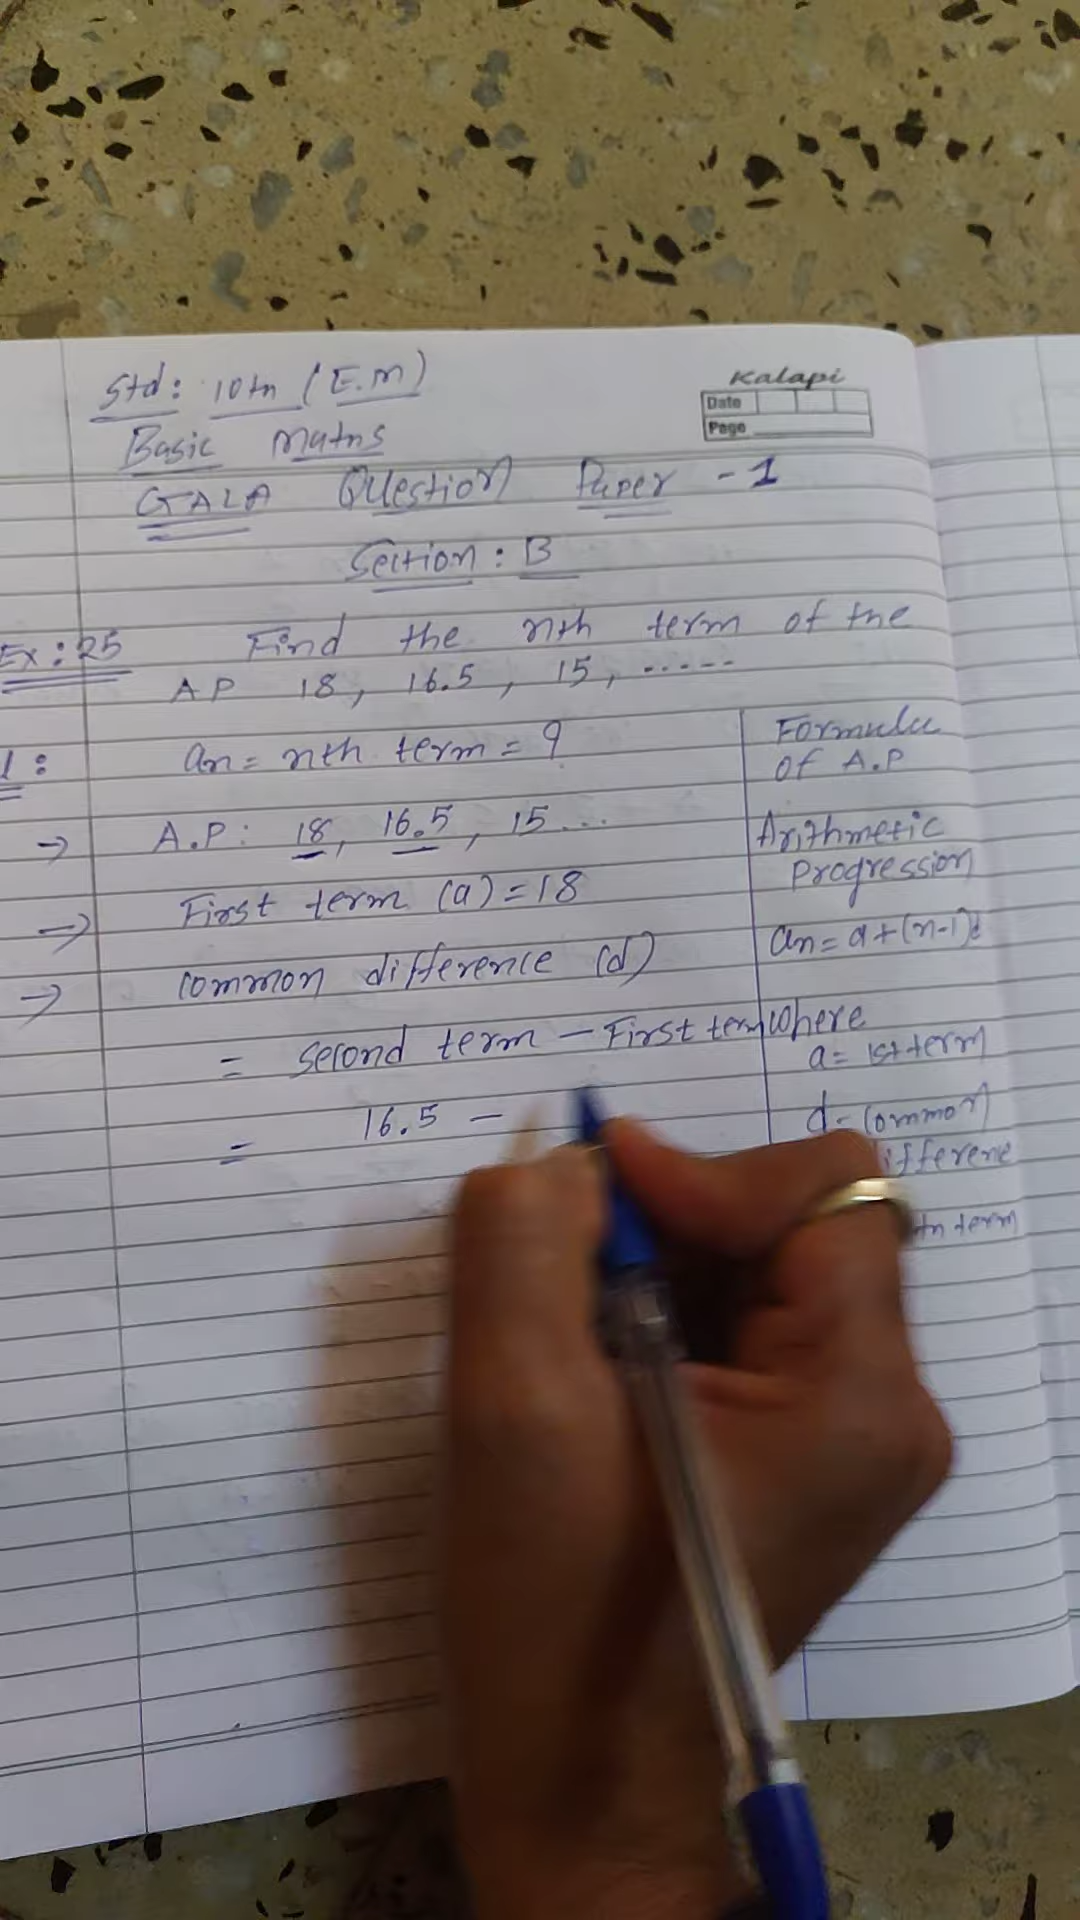 Std: 10th (E.M)
Kalapi
Date
Page
Basic Maths
GALA Question Paper - 1
Section: B
Ex: 25 Find the nth term of the
AP 18, 16.5, 15, .....
an = nth term = ?
A.P: 18, 16.5, 15...
→ First term (a) = 18
→ common difference (d)
= second term – First term
= 16.5 –
Formula
of A.P
Arithmetic
Progression
an = a + (n-1)d
where
a = 1st term
d = common
ifferene
term